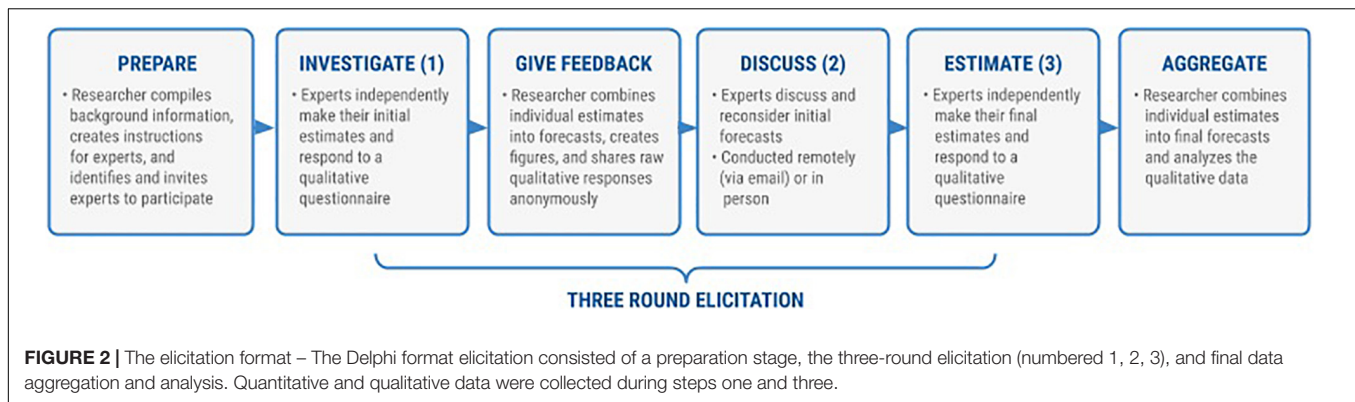 PREPARE
• Researcher compiles
background information,
creates instructions
for experts, and
identifies and invites
experts to participate
INVESTIGATE (1)
• Experts independently
make their initial
estimates and
respond to a
qualitative
questionnaire
GIVE FEEDBACK
• Researcher combines
individual estimates
into forecasts, creates
figures, and shares raw
qualitative responses
anonymously
DISCUSS (2)
• Experts discuss and
reconsider initial
forecasts
• Conducted remotely
(via email) or in
person
ESTIMATE (3)
• Experts independently
make their final
estimates and
respond to a
qualitative
questionnaire
AGGREGATE
• Researcher combines
individual estimates
into final forecasts
and analyzes the
qualitative data
THREE ROUND ELICITATION
FIGURE 2 | The elicitation format – The Delphi format elicitation consisted of a preparation stage, the three-round elicitation (numbered 1, 2, 3), and final data
aggregation and analysis. Quantitative and qualitative data were collected during steps one and three.